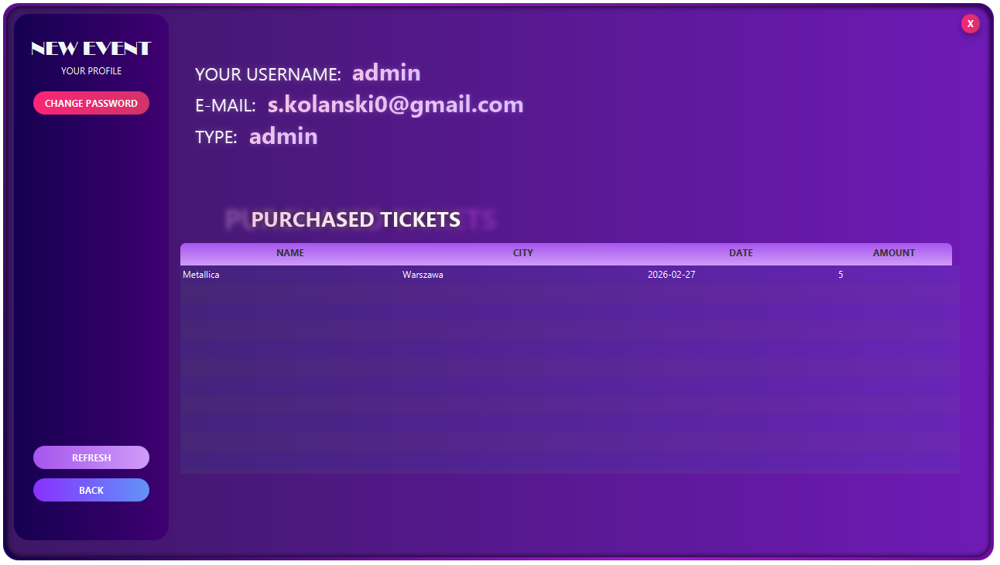 X
NEW EVENT
YOUR PROFILE
CHANGE PASSWORD
YOUR USERNAME: admin
E-MAIL: s.kolanski0@gmail.com
TYPE: admin
PURCHASED TICKETS
NAME CITY DATE AMOUNT
Metallica Warszawa 2026-02-27 5
REFRESH
BACK